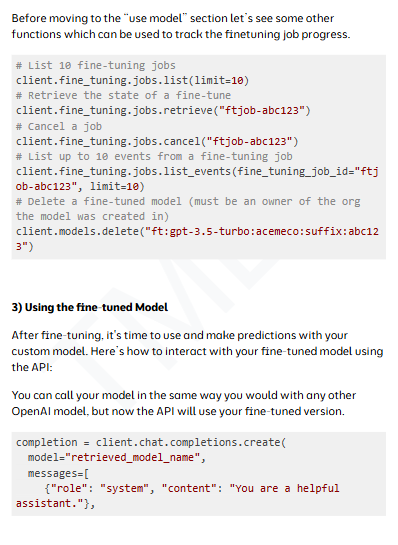 Before moving to the "use model" section let's see some other
functions which can be used to track the finetuning job progress.
# List 10 fine-tuning jobs
client.fine_tuning.jobs.list(limit=10)
# Retrieve the state of a fine-tune
client.fine_tuning.jobs.retrieve("ftjob-abc123")
# Cancel a job
client.fine_tuning.jobs.cancel("ftjob-abc123")
# List up to 10 events from a fine-tuning job
client.fine_tuning.jobs.list_events(fine_tuning_job_id="ftj
ob-abc123", limit=10)
# Delete a fine-tuned model (must be an owner of the org
the model was created in)
client.models.delete("ft:gpt-3.5-turbo:acemeco:suffix:abc12
3")
3) Using the fine-tuned Model
After fine-tuning, it's time to use and make predictions with your
custom model. Here's how to interact with your fine-tuned model using
the API:
You can call your model in the same way you would with any other
OpenAI model, but now the API will use your fine-tuned version.
completion = client.chat.completions.create(
  model="retrieved_model_name",
  messages=[
    {"role": "system", "content": "You are a helpful
assistant."},